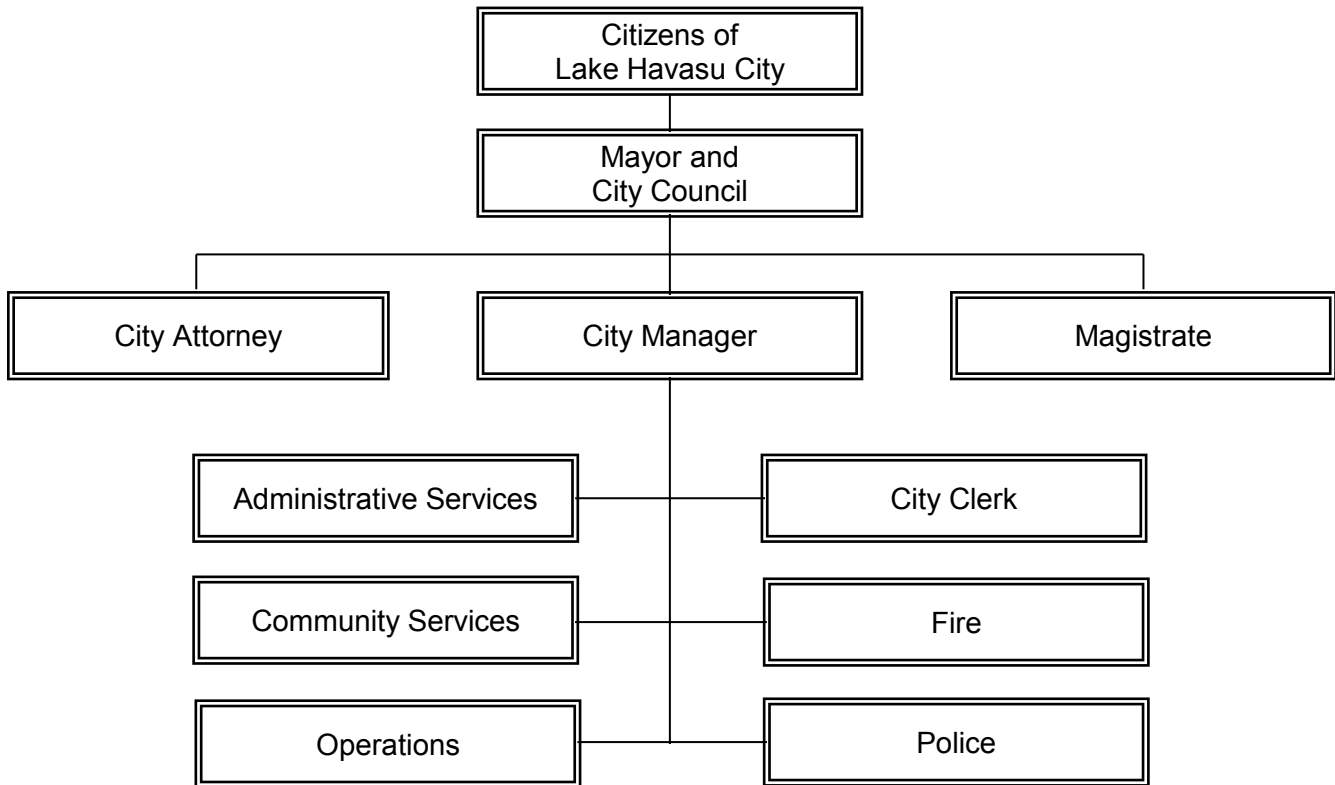 Citizens of
Lake Havasu City
Mayor and
City Council
City Attorney
City Manager
Magistrate
Administrative Services
City Clerk
Community Services
Fire
Operations
Police